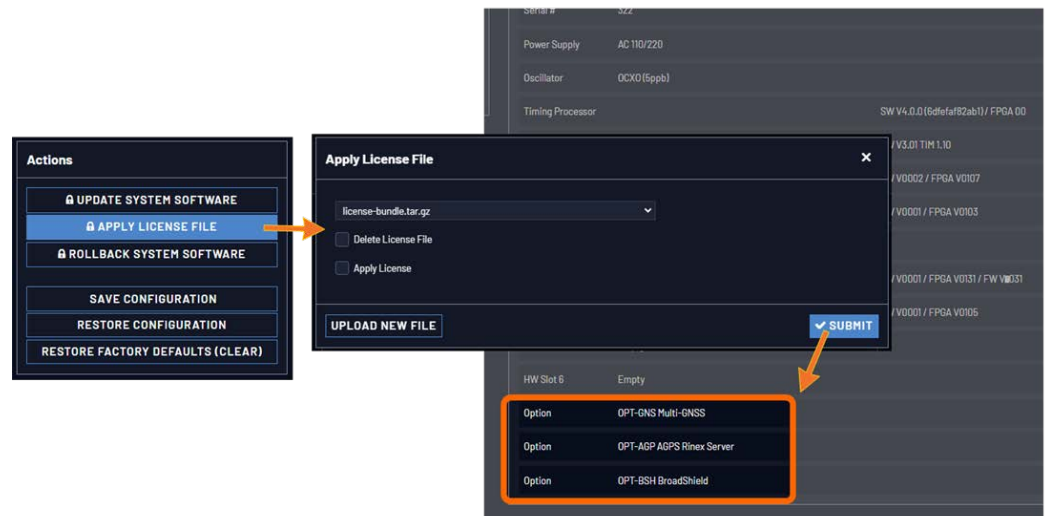 Serial # 322
Power Supply AC 110/220
Oscillator OCXO (5ppb)
Timing Processor SW V4.0.0 (6dfefaf82ab1) / FPGA 00
/ V3.01 TIM 1.10
/ V0002 / FPGA V0107
/ V0001 / FPGA V0103
/ V0001 / FPGA V0131 / FW
/ V0001 / FPGA V0105
Actions
UPDATE SYSTEM SOFTWARE
APPLY LICENSE FILE
ROLLBACK SYSTEM SOFTWARE
SAVE CONFIGURATION
RESTORE CONFIGURATION
RESTORE FACTORY DEFAULTS (CLEAR)
Apply License File
license-bundle.tar.gz
Delete License File
Apply License
UPLOAD NEW FILE
SUBMIT
HW Slot 6 Empty
Option OPT-GNS Multi-GNSS
Option OPT-AGP AGPS Rinex Server
Option OPT-BSH BroadShield